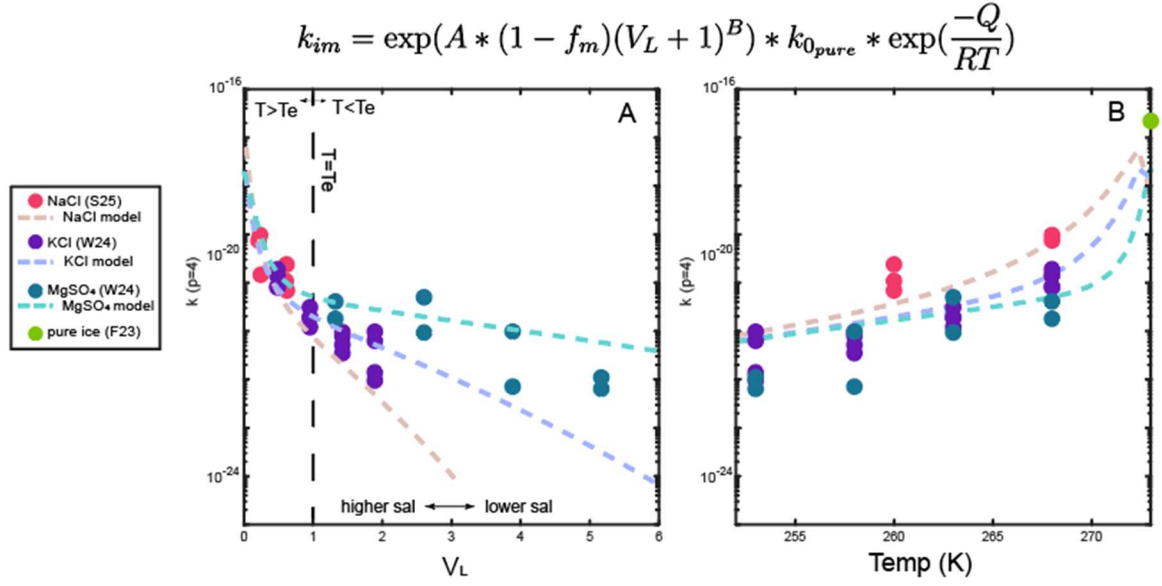 k_im = exp(A * (1 − f_m)(V_L + 1)^B) * k_0pure * exp(−Q/RT)
NaCl (S25)
NaCl model
KCl (W24)
KCl model
MgSO₄ (W24)
MgSO₄ model
pure ice (F23)
k (p=4)
10⁻¹⁶
10⁻²⁰
10⁻²⁴
T>Te
T<Te
T=Te
A
higher sal
lower sal
0 1 2 3 4 5 6
V_L
k (p=4)
10⁻¹⁶
10⁻²⁰
10⁻²⁴
B
255 260 265 270
Temp (K)